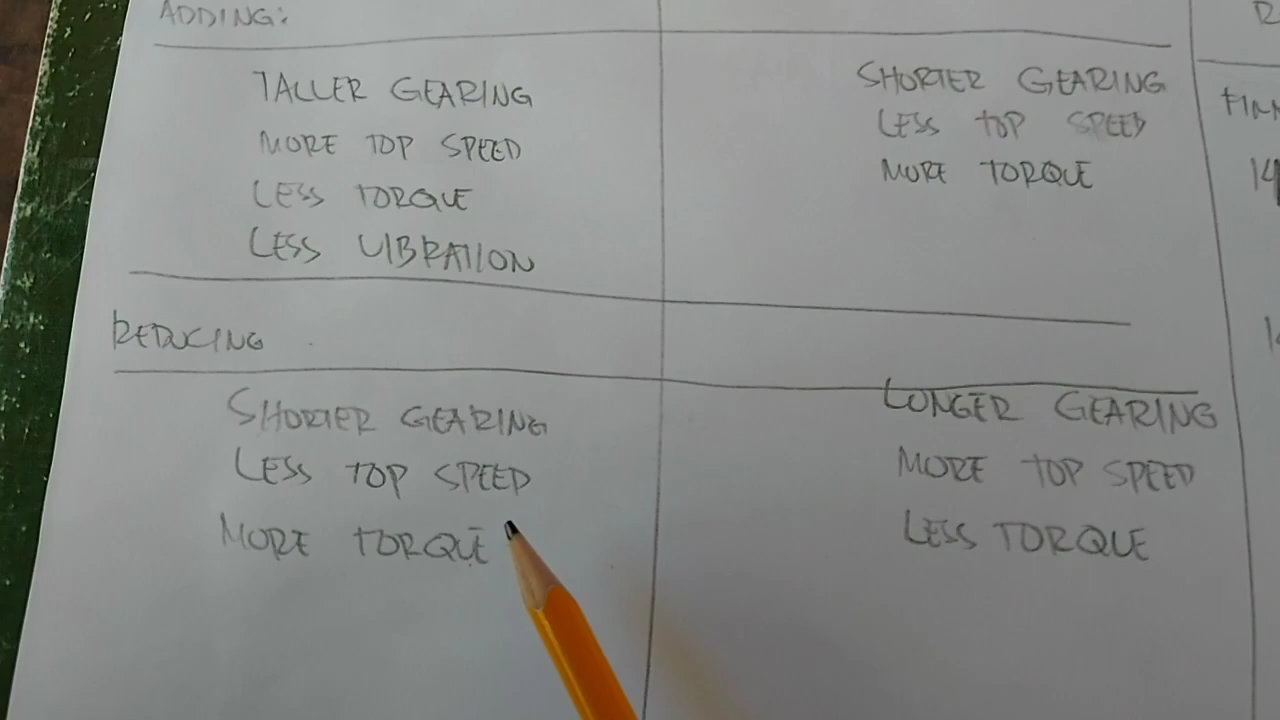 ADDING:
TALLER GEARING
MORE TOP SPEED
LESS TORQUE
LESS VIBRATION
SHORTER GEARING
LESS TOP SPEED
MORE TORQUE
REDUCING
SHORTER GEARING
LESS TOP SPEED
MORE TORQUE
LONGER GEARING
MORE TOP SPEED
LESS TORQUE
14